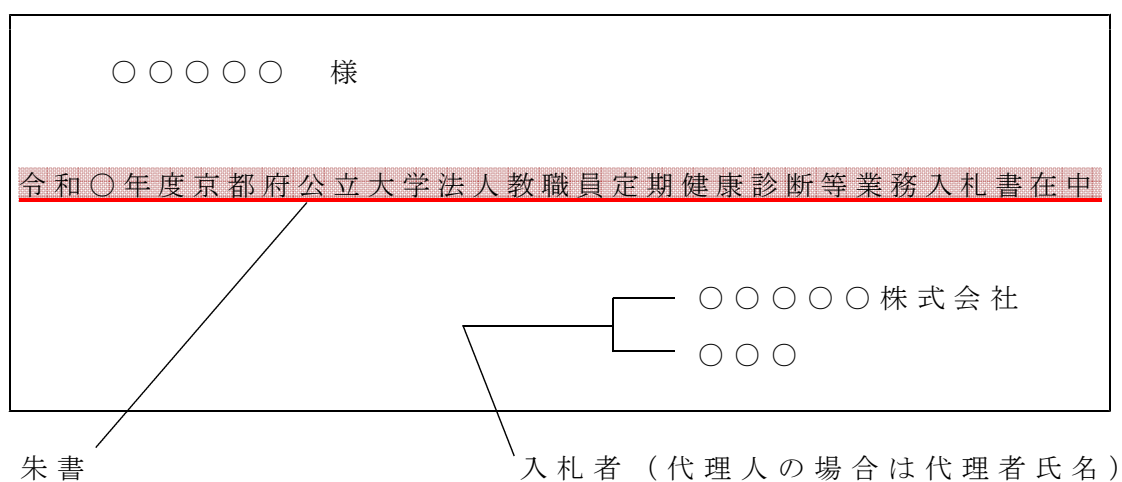 ○○○○○　様
令和○年度京都府公立大学法人教職員定期健康診断等業務入札書在中
○○○○○株式会社
○○○
朱書
入札者（代理人の場合は代理者氏名）